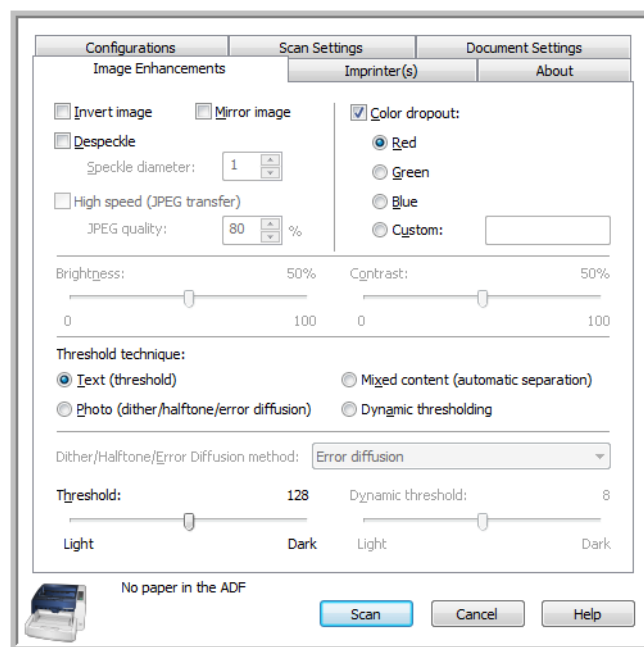 Configurations Scan Settings Document Settings
Image Enhancements Imprinter(s) About
Invert image Mirror image Color dropout:
Despeckle Red
Speckle diameter: 1 Green
High speed (JPEG transfer) Blue
JPEG quality: 80 % Custom:
Brightness: 50% Contrast: 50%
0 100 0 100
Threshold technique:
Text (threshold) Mixed content (automatic separation)
Photo (dither/halftone/error diffusion) Dynamic thresholding
Dither/Halftone/Error Diffusion method: Error diffusion
Threshold: 128 Dynamic threshold: 8
Light Dark Light Dark
No paper in the ADF
Scan Cancel Help